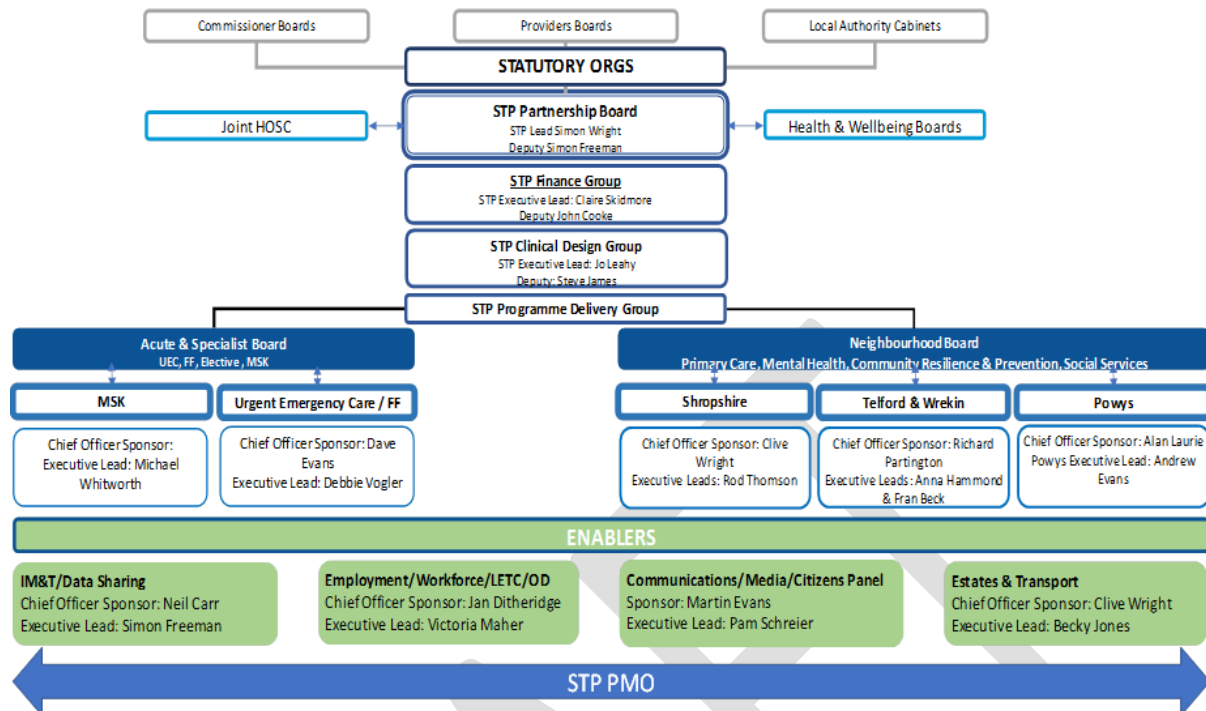 Commissioner Boards
Providers Boards
Local Authority Cabinets
STATUTORY ORGS
STP Partnership Board
STP Lead Simon Wright
Deputy Simon Freeman
Joint HOSC
Health & Wellbeing Boards
STP Finance Group
STP Executive Lead: Claire Skidmore
Deputy John Cooke
STP Clinical Design Group
STP Executive Lead: Jo Leahy
Deputy: Steve James
STP Programme Delivery Group
Acute & Specialist Board
UEC, FF, Elective , MSK
Neighbourhood Board
Primary Care, Mental Health, Community Resilience & Prevention, Social Services
MSK
Chief Officer Sponsor:
Executive Lead: Michael
Whitworth
Urgent Emergency Care / FF
Chief Officer Sponsor: Dave
Evans
Executive Lead: Debbie Vogler
Shropshire
Chief Officer Sponsor: Clive
Wright
Executive Leads: Rod Thomson
Telford & Wrekin
Chief Officer Sponsor: Richard
Partington
Executive Leads: Anna Hammond
& Fran Beck
Powys
Chief Officer Sponsor: Alan Laurie
Powys Executive Lead: Andrew
Evans
ENABLERS
IM&T/Data Sharing
Chief Officer Sponsor: Neil Carr
Executive Lead: Simon Freeman
Employment/Workforce/LETC/OD
Chief Officer Sponsor: Jan Ditheridge
Executive Lead: Victoria Maher
Communications/Media/Citizens Panel
Sponsor: Martin Evans
Executive Lead: Pam Schreier
Estates & Transport
Chief Officer Sponsor: Clive Wright
Executive Lead: Becky Jones
STP PMO